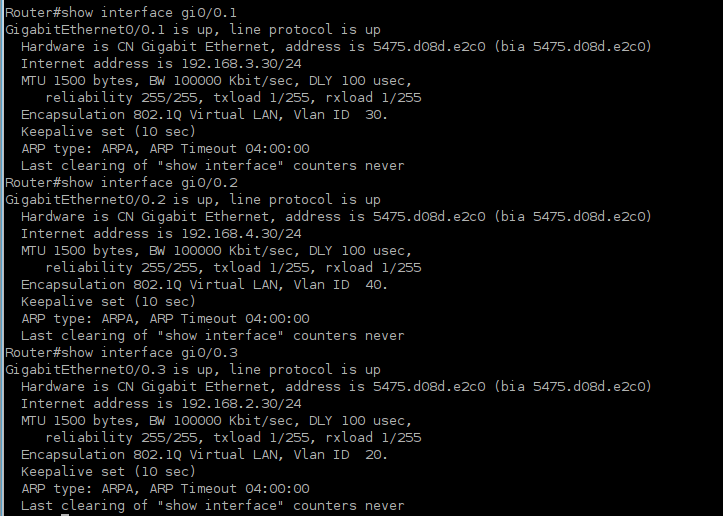 Router#show interface gi0/0.1
GigabitEthernet0/0.1 is up, line protocol is up
  Hardware is CN Gigabit Ethernet, address is 5475.d08d.e2c0 (bia 5475.d08d.e2c0)
  Internet address is 192.168.3.30/24
  MTU 1500 bytes, BW 100000 Kbit/sec, DLY 100 usec,
     reliability 255/255, txload 1/255, rxload 1/255
  Encapsulation 802.1Q Virtual LAN, Vlan ID  30.
  Keepalive set (10 sec)
  ARP type: ARPA, ARP Timeout 04:00:00
  Last clearing of "show interface" counters never
Router#show interface gi0/0.2
GigabitEthernet0/0.2 is up, line protocol is up
  Hardware is CN Gigabit Ethernet, address is 5475.d08d.e2c0 (bia 5475.d08d.e2c0)
  Internet address is 192.168.4.30/24
  MTU 1500 bytes, BW 100000 Kbit/sec, DLY 100 usec,
     reliability 255/255, txload 1/255, rxload 1/255
  Encapsulation 802.1Q Virtual LAN, Vlan ID  40.
  Keepalive set (10 sec)
  ARP type: ARPA, ARP Timeout 04:00:00
  Last clearing of "show interface" counters never
Router#show interface gi0/0.3
GigabitEthernet0/0.3 is up, line protocol is up
  Hardware is CN Gigabit Ethernet, address is 5475.d08d.e2c0 (bia 5475.d08d.e2c0)
  Internet address is 192.168.2.30/24
  MTU 1500 bytes, BW 100000 Kbit/sec, DLY 100 usec,
     reliability 255/255, txload 1/255, rxload 1/255
  Encapsulation 802.1Q Virtual LAN, Vlan ID  20.
  Keepalive set (10 sec)
  ARP type: ARPA, ARP Timeout 04:00:00
  Last clearing of "show interface" counters never